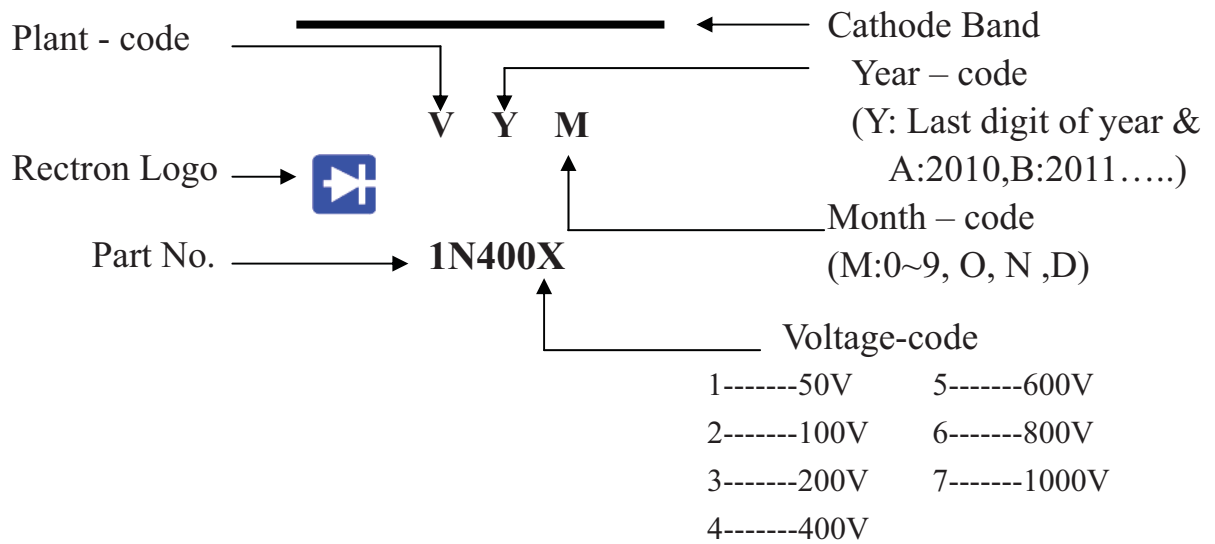 Cathode Band
Plant - code
Year – code
(Y: Last digit of year &
A:2010,B:2011…..)
V Y M
Rectron Logo
Month – code
(M:0~9, O, N ,D)
Part No.
1N400X
Voltage-code
1-------50V 5-------600V
2-------100V 6-------800V
3-------200V 7-------1000V
4-------400V